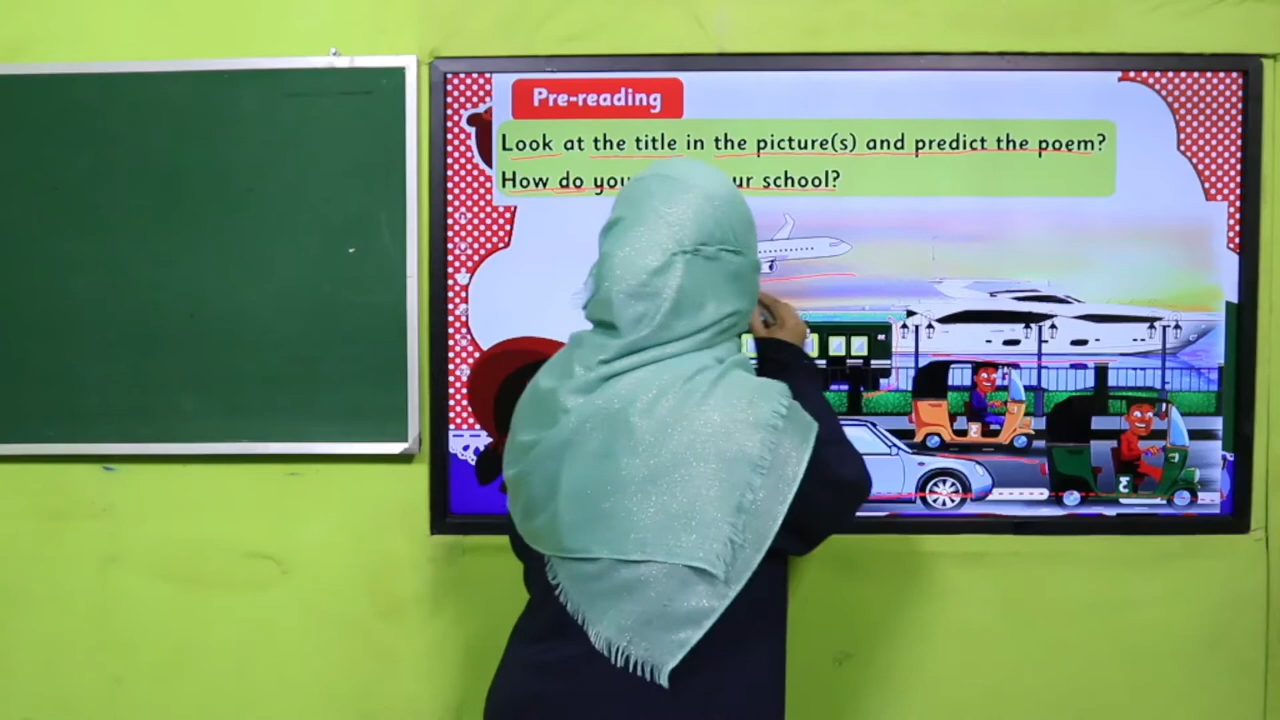 Pre-reading
Look at the title in the picture(s) and predict the poem?
How do you ur school?